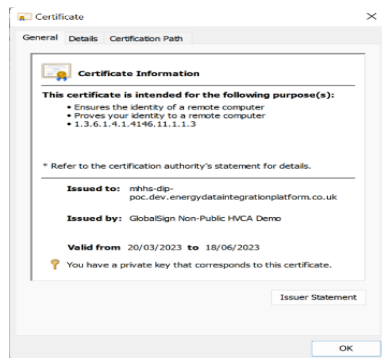 Certificate
General Details Certification Path
Certificate Information
This certificate is intended for the following purpose(s):
• Ensures the identity of a remote computer
• Proves your identity to a remote computer
• 1.3.6.1.4.1.4146.11.1.1.3
* Refer to the certification authority's statement for details.
Issued to: mhhs-dip-
poc.dev.energydataintegrationplatform.co.uk
Issued by: GlobalSign Non-Public HVCA Demo
Valid from 20/03/2023 to 18/06/2023
You have a private key that corresponds to this certificate.
Issuer Statement
OK